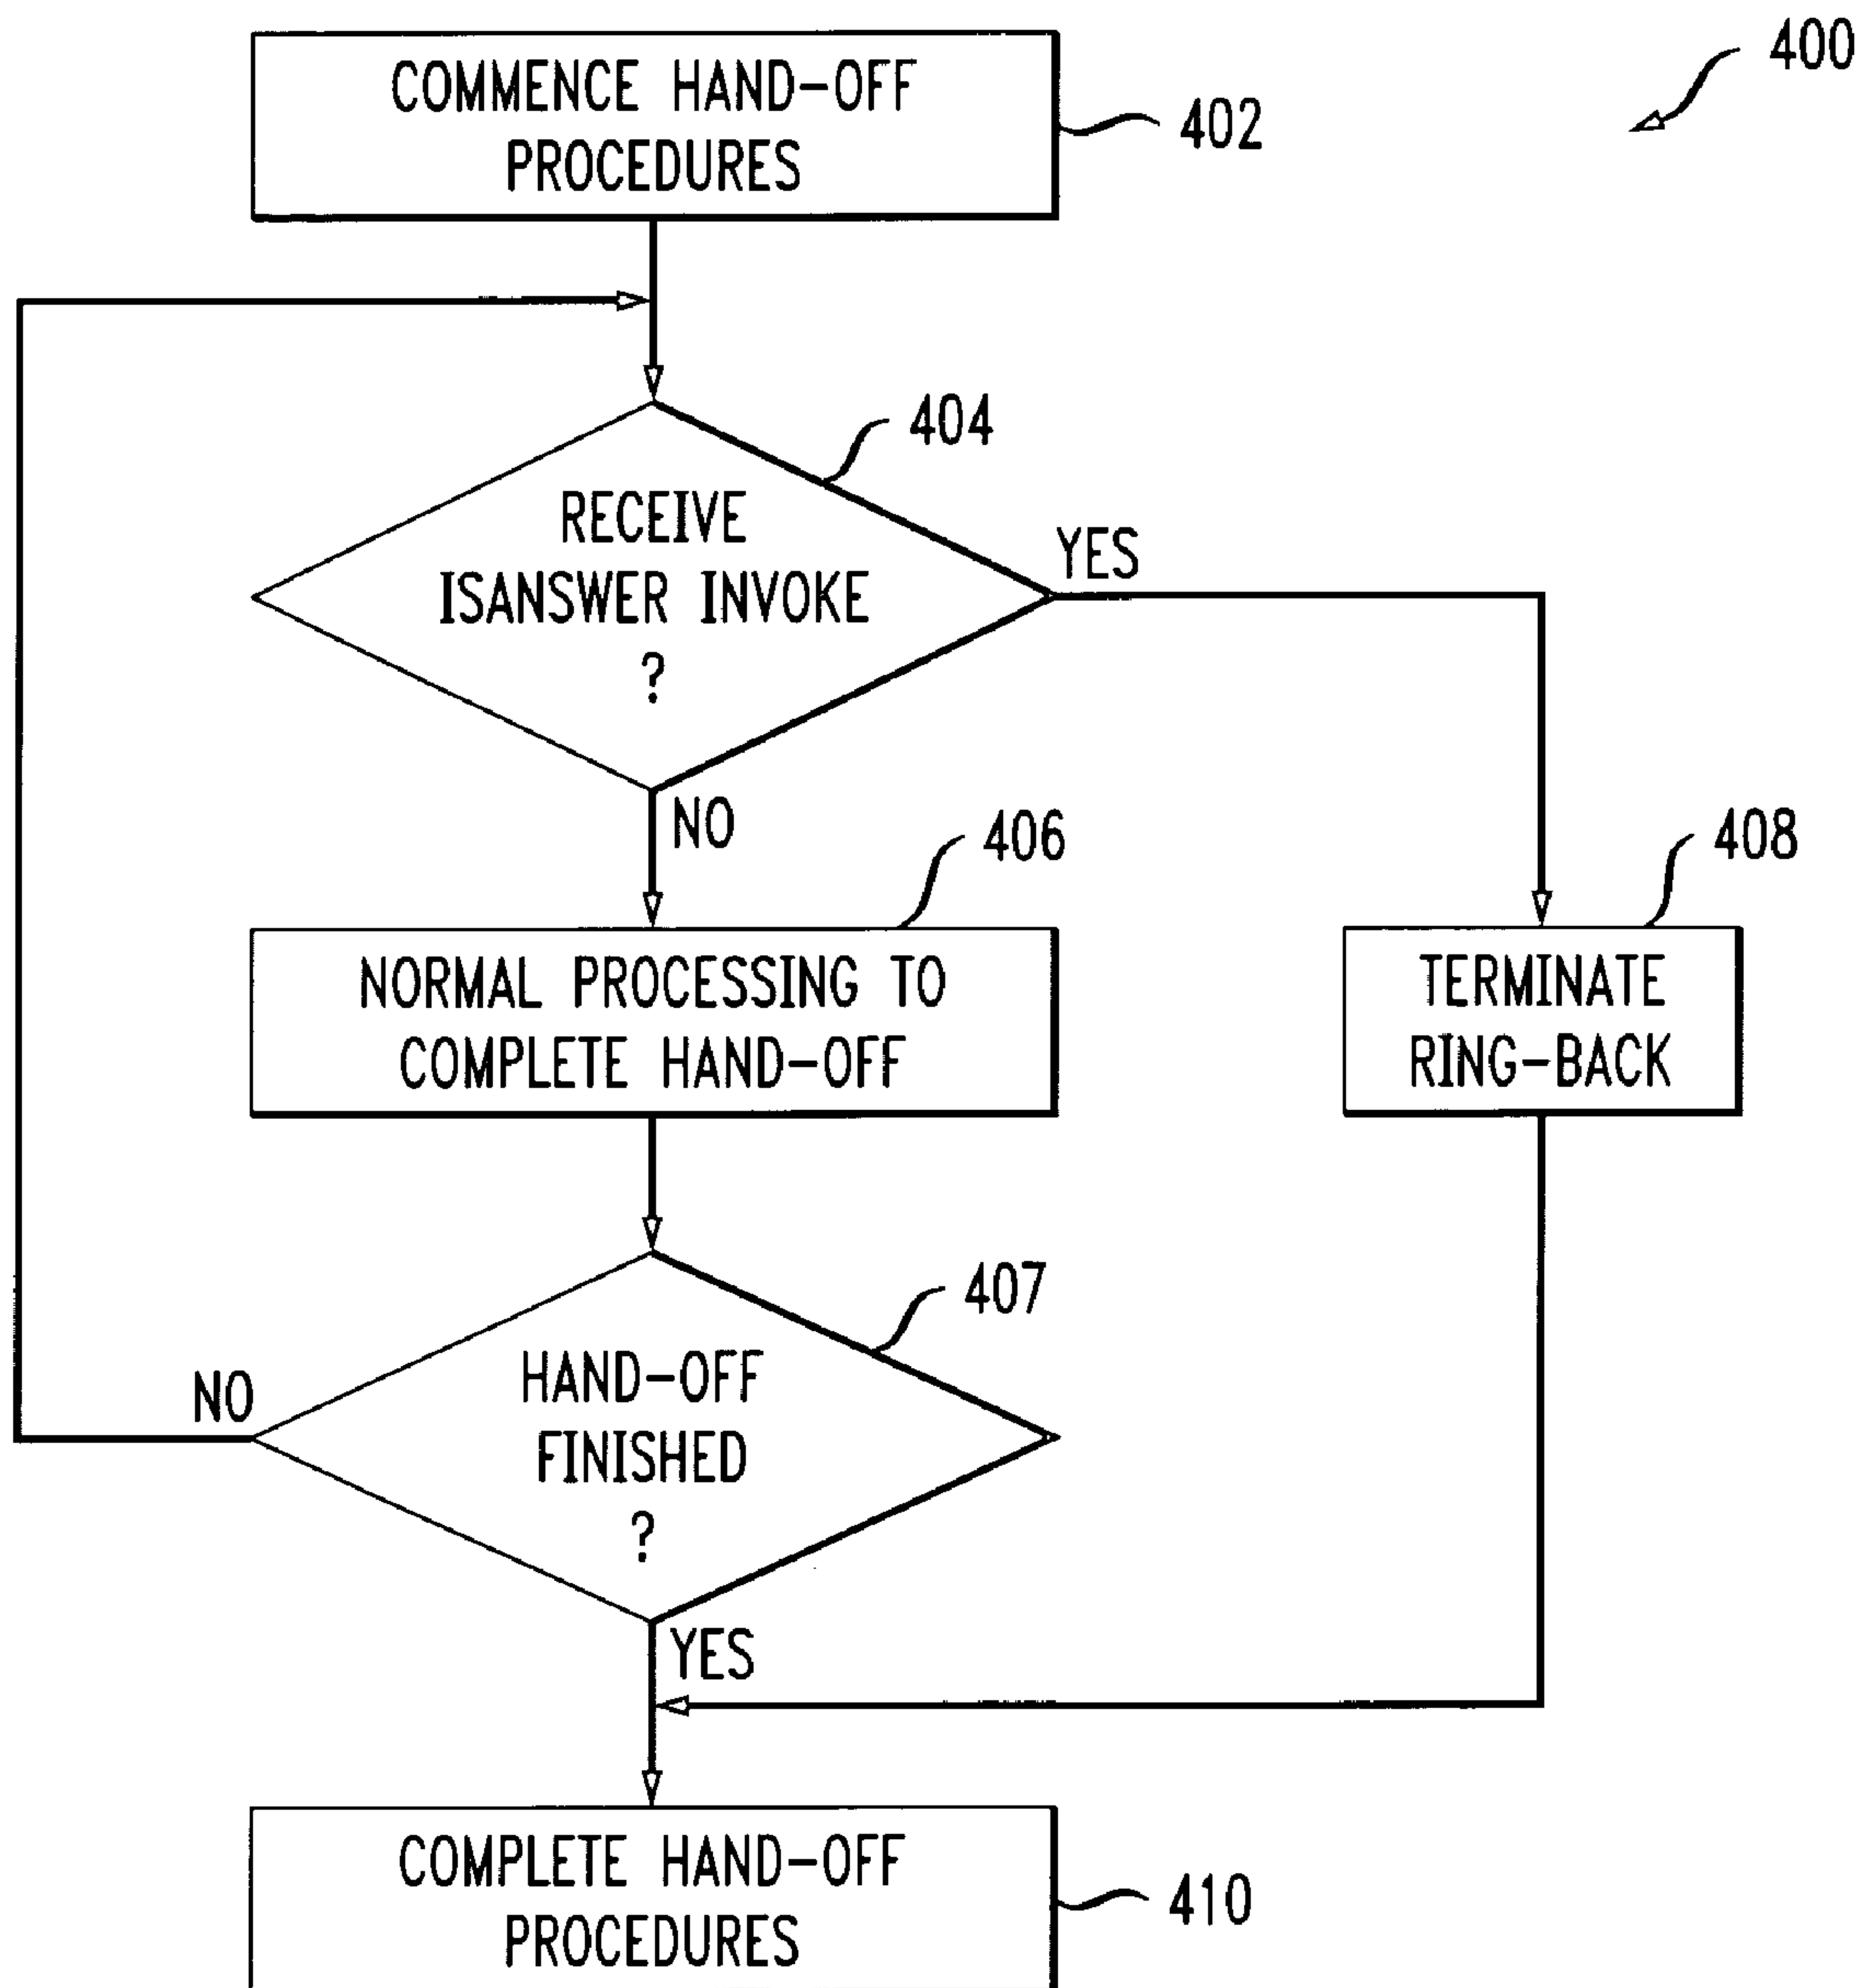 400
COMMENCE HAND-OFF
PROCEDURES
402
404
RECEIVE
ISANSWER INVOKE
?
YES
NO
406
408
NORMAL PROCESSING TO
COMPLETE HAND-OFF
TERMINATE
RING-BACK
407
HAND-OFF
FINISHED
?
NO
YES
COMPLETE HAND-OFF
PROCEDURES
410